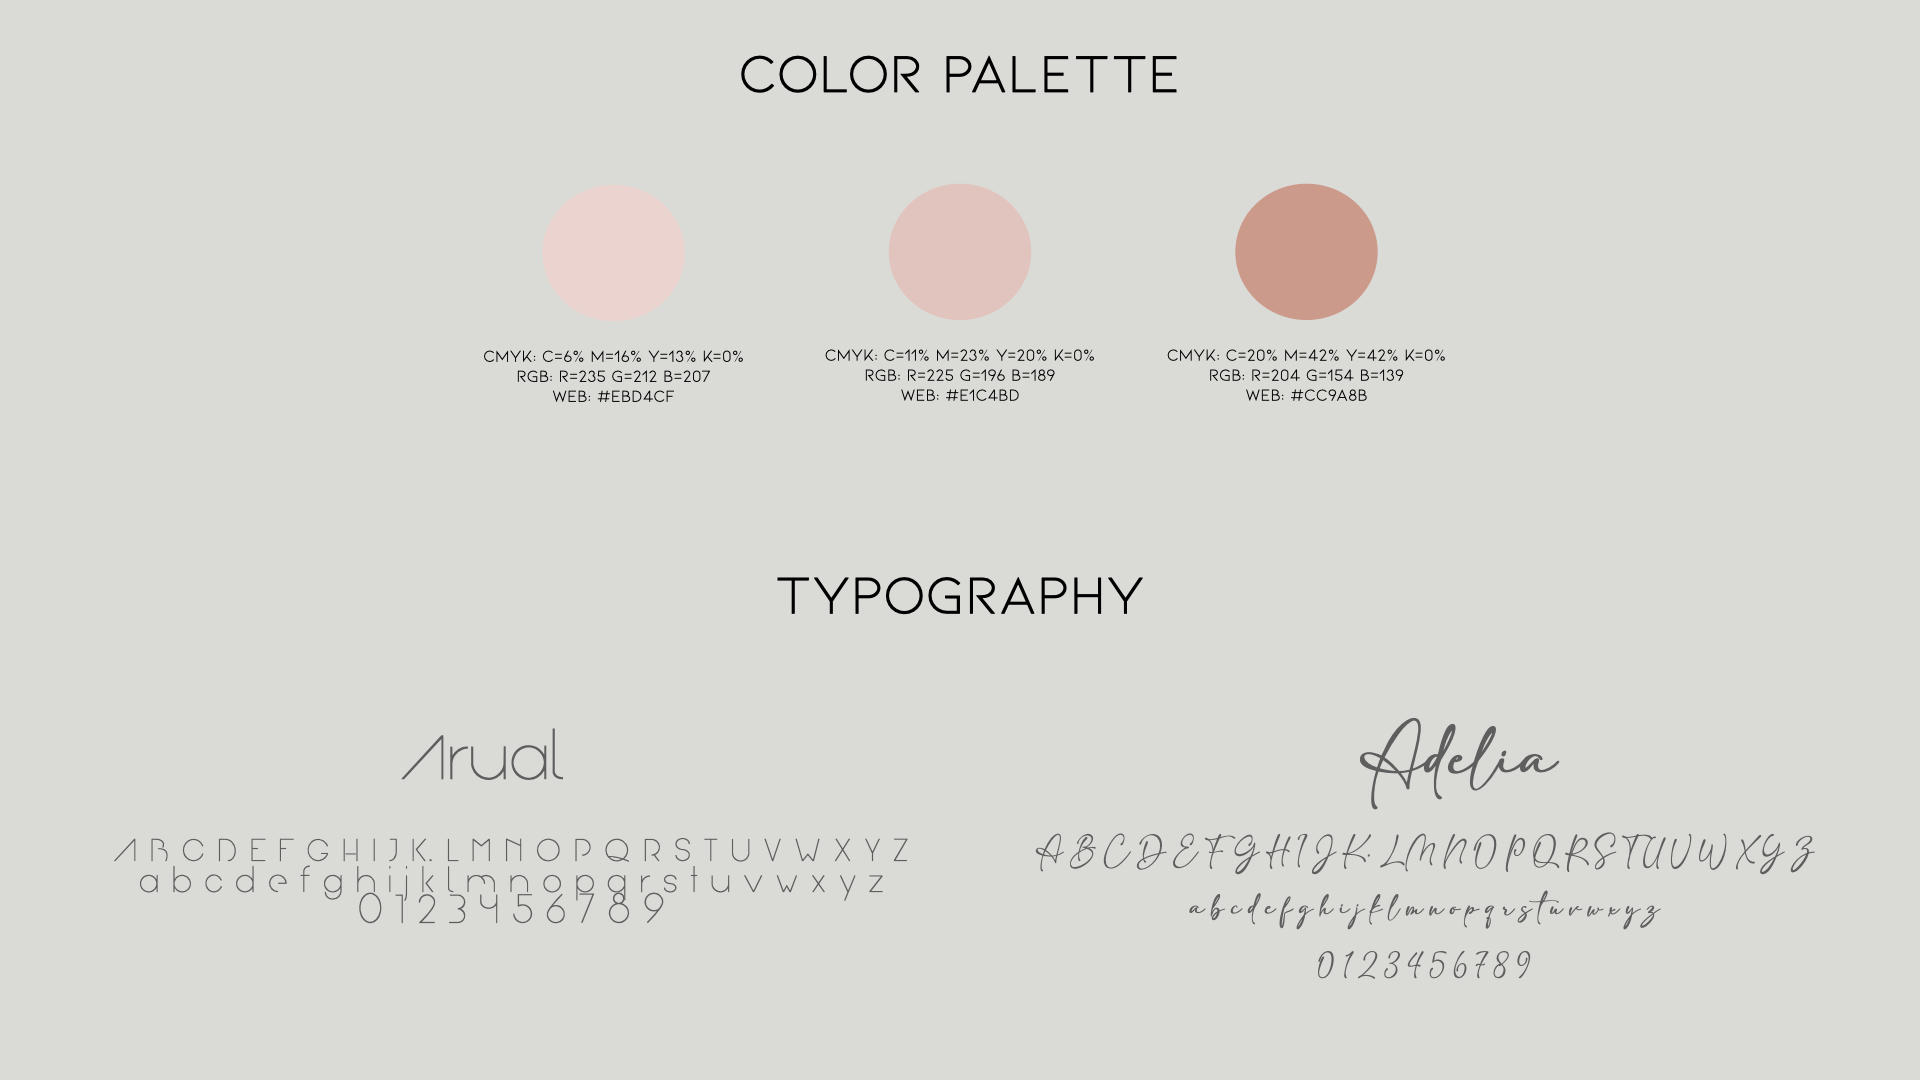 COLOR PALETTE
CMYK: C=6% M=16% Y=13% K=0%
RGB: R=235 G=212 B=207
WEB: #EBD4CF
CMYK: C=11% M=23% Y=20% K=0%
RGB: R=225 G=196 B=189
WEB: #E1C4BD
CMYK: C=20% M=42% Y=42% K=0%
RGB: R=204 G=154 B=139
WEB: #CC9A8B
TYPOGRAPHY
Arual
A B C D E F G H I J K. L M N O P Q R S T U V W X Y Z
a b c d e f g h i j k l m n o p q r s t u v w x y z
0 1 2 3 4 5 6 7 8 9
Adelia
A B C D E F G H I J K. L M N O P Q R S T U V W X Y Z
a b c d e f g h i j k l m n o p q r s t u v w x y z
0 1 2 3 4 5 6 7 8 9